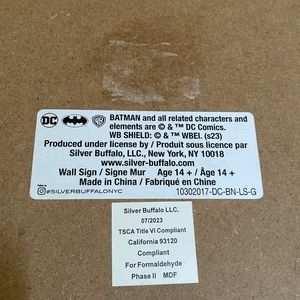 DC WB
BATMAN and all related characters and
elements are © & ™ DC Comics.
WB SHIELD: © & ™ WBEI. (s23)
Produced under license by / Produit sous licence par
Silver Buffalo, LLC., New York, NY 10018
www.silver-buffalo.com
Wall Sign / Signe Mur Age 14 + / Âge 14 +
Made in China / Fabriqué en Chine
@SILVERBUFFALONYC 10302017-DC-BN-LS-G
Silver Buffalo LLC.
07/2023
TSCA Title VI Compliant
California 93120
Compliant
For Formaldehyde
Phase II MDF